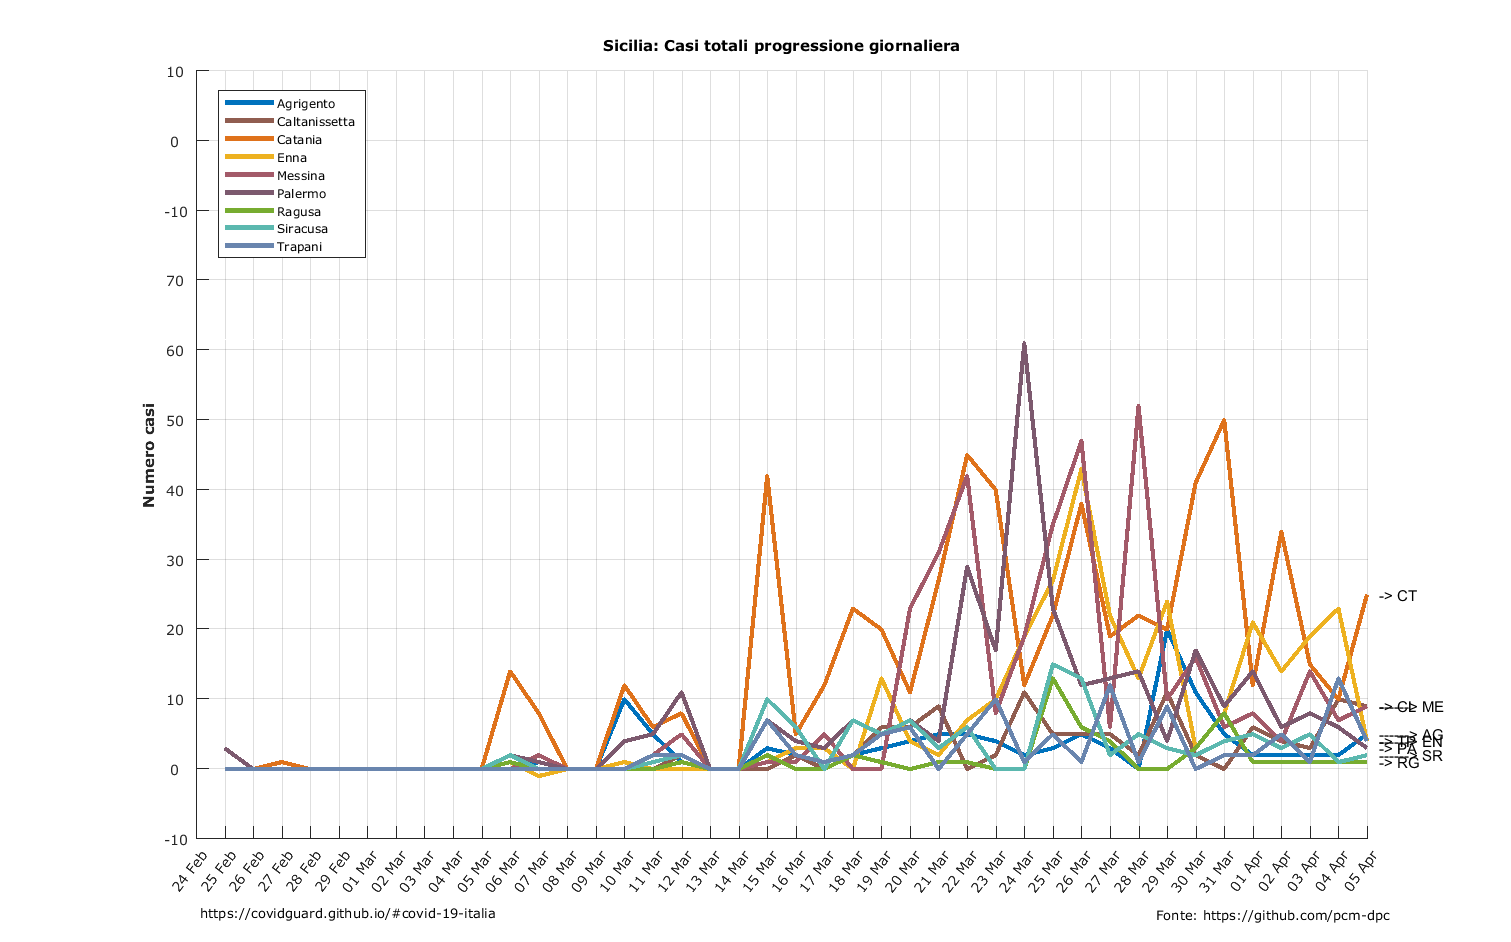 Sicilia: Casi totali progressione giornaliera
10
0
-10
70
60
50
40
30
20
10
0
-10
Numero casi
Agrigento
Caltanissetta
Catania
Enna
Messina
Palermo
Ragusa
Siracusa
Trapani
-> CT
-> CL
ME
AG
-> TP
EN
-> PA
SR
-> RG
24 Feb
25 Feb
26 Feb
27 Feb
28 Feb
29 Feb
01 Mar
02 Mar
03 Mar
04 Mar
05 Mar
06 Mar
07 Mar
08 Mar
09 Mar
10 Mar
11 Mar
12 Mar
13 Mar
14 Mar
15 Mar
16 Mar
17 Mar
18 Mar
19 Mar
20 Mar
21 Mar
22 Mar
23 Mar
24 Mar
25 Mar
26 Mar
27 Mar
28 Mar
29 Mar
30 Mar
31 Mar
01 Apr
02 Apr
03 Apr
04 Apr
05 Apr
https://covidguard.github.io/#covid-19-italia
Fonte: https://github.com/pcm-dpc